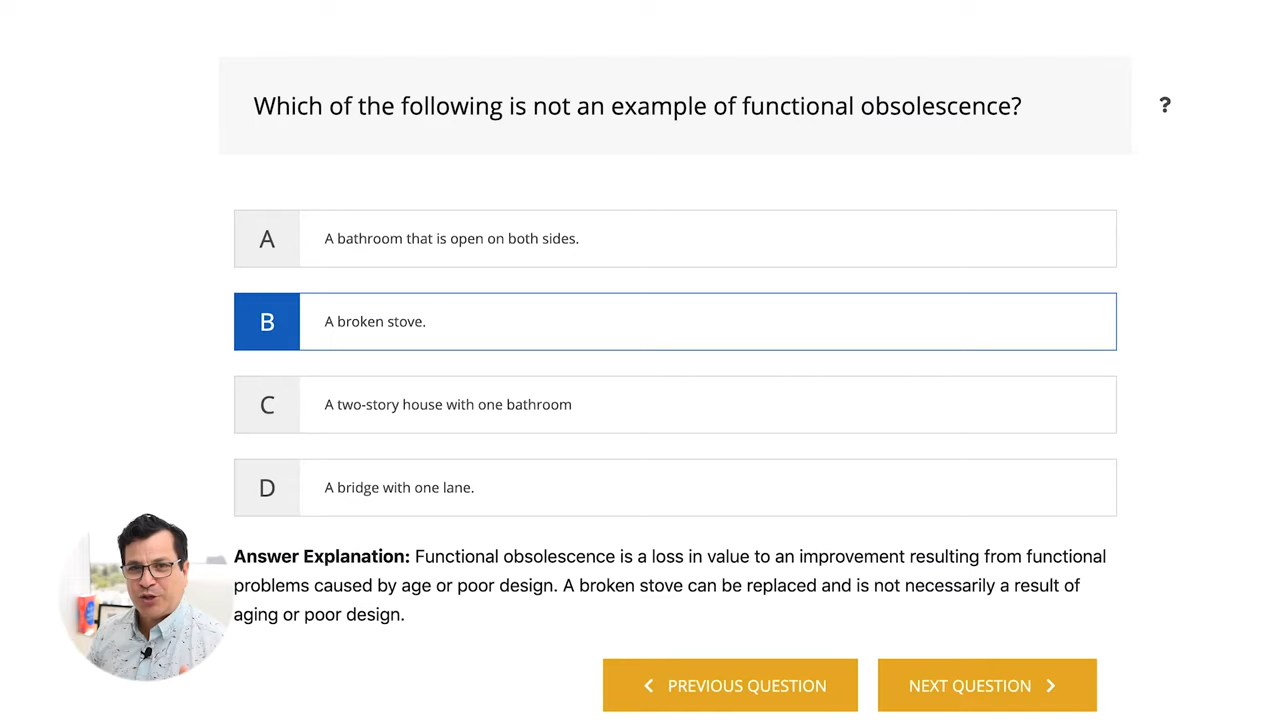 Which of the following is not an example of functional obsolescence?
?
A
A bathroom that is open on both sides.
B
A broken stove.
C
A two-story house with one bathroom
D
A bridge with one lane.
Answer Explanation: Functional obsolescence is a loss in value to an improvement resulting from functional
problems caused by age or poor design. A broken stove can be replaced and is not necessarily a result of
aging or poor design.
PREVIOUS QUESTION
NEXT QUESTION